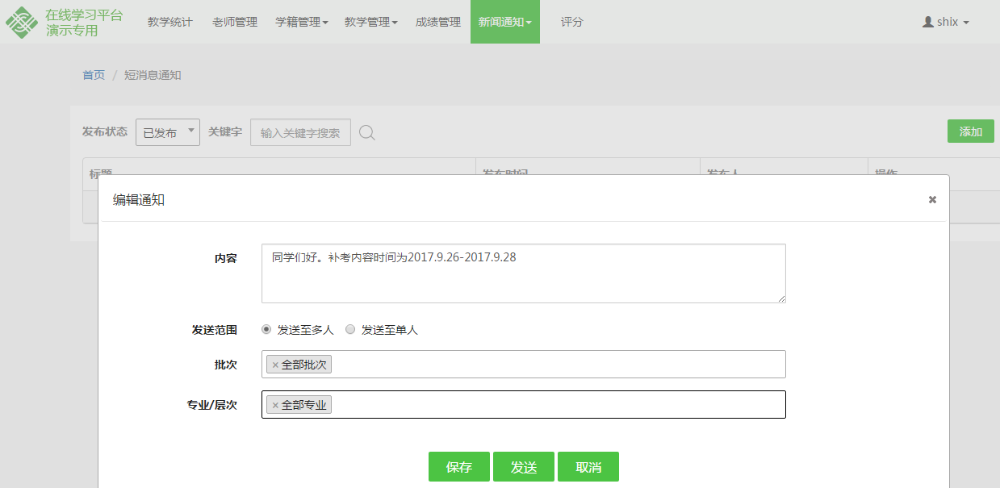 在线学习平台
演示专用
教学统计 老师管理 学籍管理 教学管理 成绩管理 新闻通知 评分 shix
首页 / 短消息通知
发布状态 已发布 关键字 输入关键字搜索 添加
标题 发布时间 发布人 操作
编辑通知 ×
内容 同学们好。补考内容时间为2017.9.26-2017.9.28
发送范围 发送至多人 发送至单人
批次 ×全部批次
专业/层次 ×全部专业
保存 发送 取消